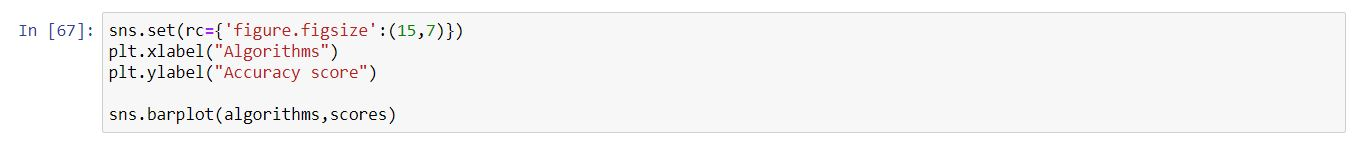 In [67]: sns.set(rc={'figure.figsize':(15,7)})
plt.xlabel("Algorithms")
plt.ylabel("Accuracy score")
sns.barplot(algorithms,scores)